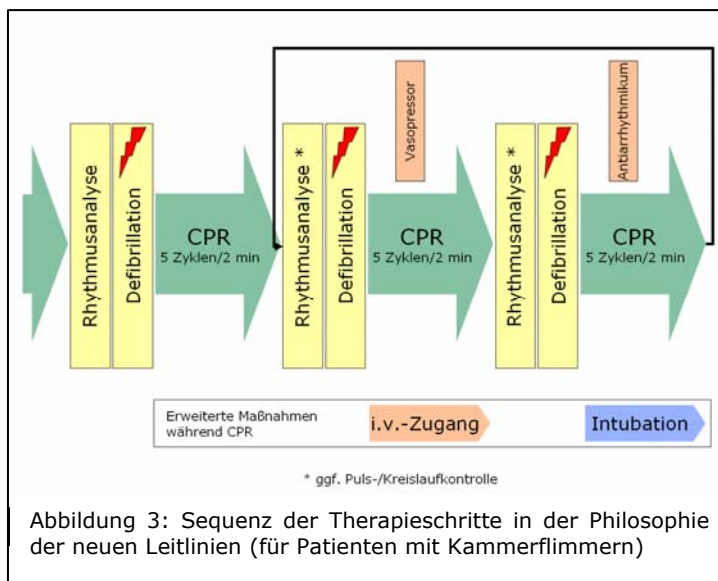 Rhythmusanalyse
Defibrillation
CPR
5 Zyklen/2 min
Rhythmusanalyse *
Defibrillation
Vasopressor
CPR
5 Zyklen/2 min
Rhythmusanalyse *
Defibrillation
Antiarrhythmikum
CPR
5 Zyklen/2 min
Erweiterte Maßnahmen
während CPR
i.v.-Zugang
Intubation
* ggf. Puls-/Kreislaufkontrolle
Abbildung 3: Sequenz der Therapieschritte in der Philosophie
der neuen Leitlinien (für Patienten mit Kammerflimmern)